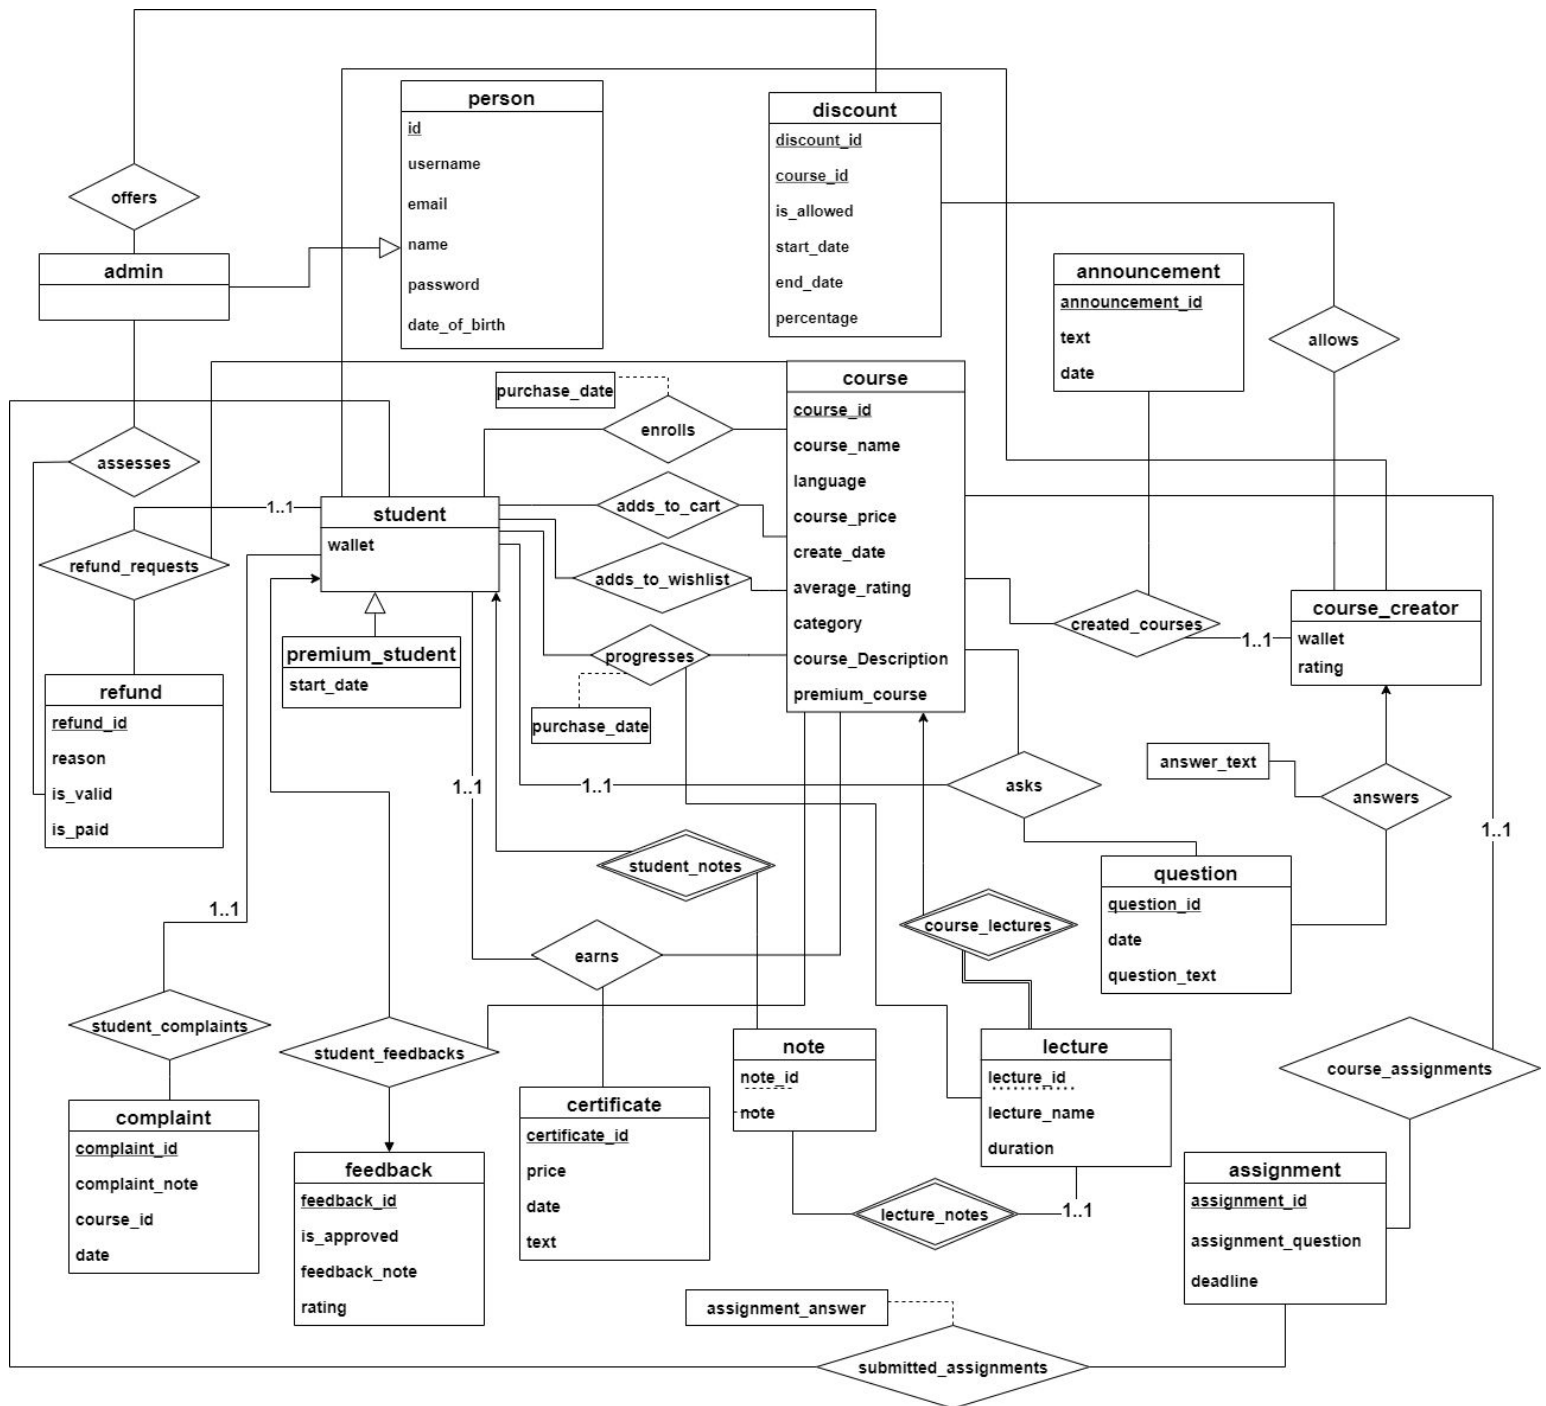 person
id
username
email
name
password
date_of_birth
discount
discount_id
course_id
is_allowed
start_date
end_date
percentage
offers
admin
announcement
announcement_id
text
date
allows
course
course_id
course_name
language
course_price
create_date
average_rating
category
course_Description
premium_course
purchase_date
enrolls
assesses
1..1
student
wallet
adds_to_cart
refund_requests
adds_to_wishlist
created_courses
1..1
course_creator
wallet
rating
premium_student
start_date
progresses
purchase_date
refund
refund_id
reason
is_valid
is_paid
1..1
1..1
asks
answer_text
answers
1..1
student_notes
question
question_id
date
question_text
1..1
course_lectures
earns
student_complaints
student_feedbacks
note
note_id
note
lecture
lecture_id
lecture_name
duration
course_assignments
complaint
complaint_id
complaint_note
course_id
date
certificate
certificate_id
price
date
text
feedback
feedback_id
is_approved
feedback_note
rating
lecture_notes
1..1
assignment
assignment_id
assignment_question
deadline
assignment_answer
submitted_assignments